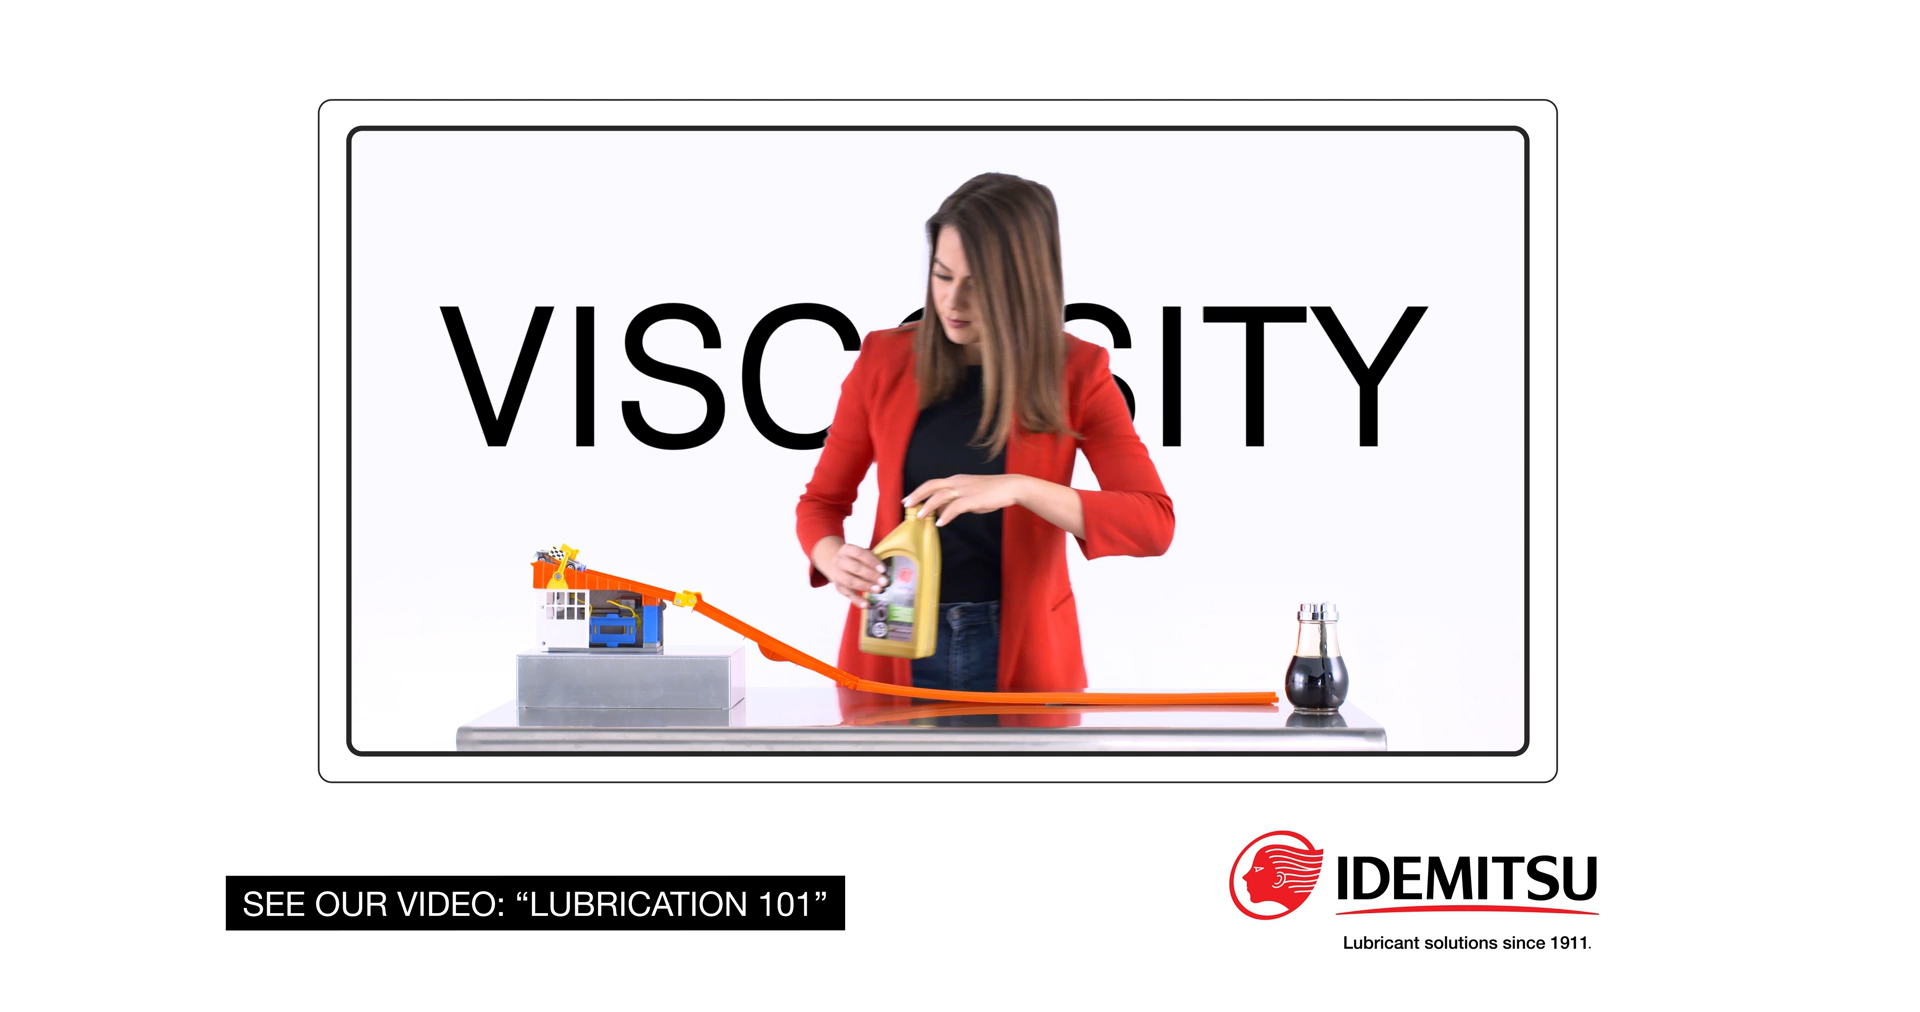 VISCOSITY
SEE OUR VIDEO: “LUBRICATION 101”
IDEMITSU
Lubricant solutions since 1911.